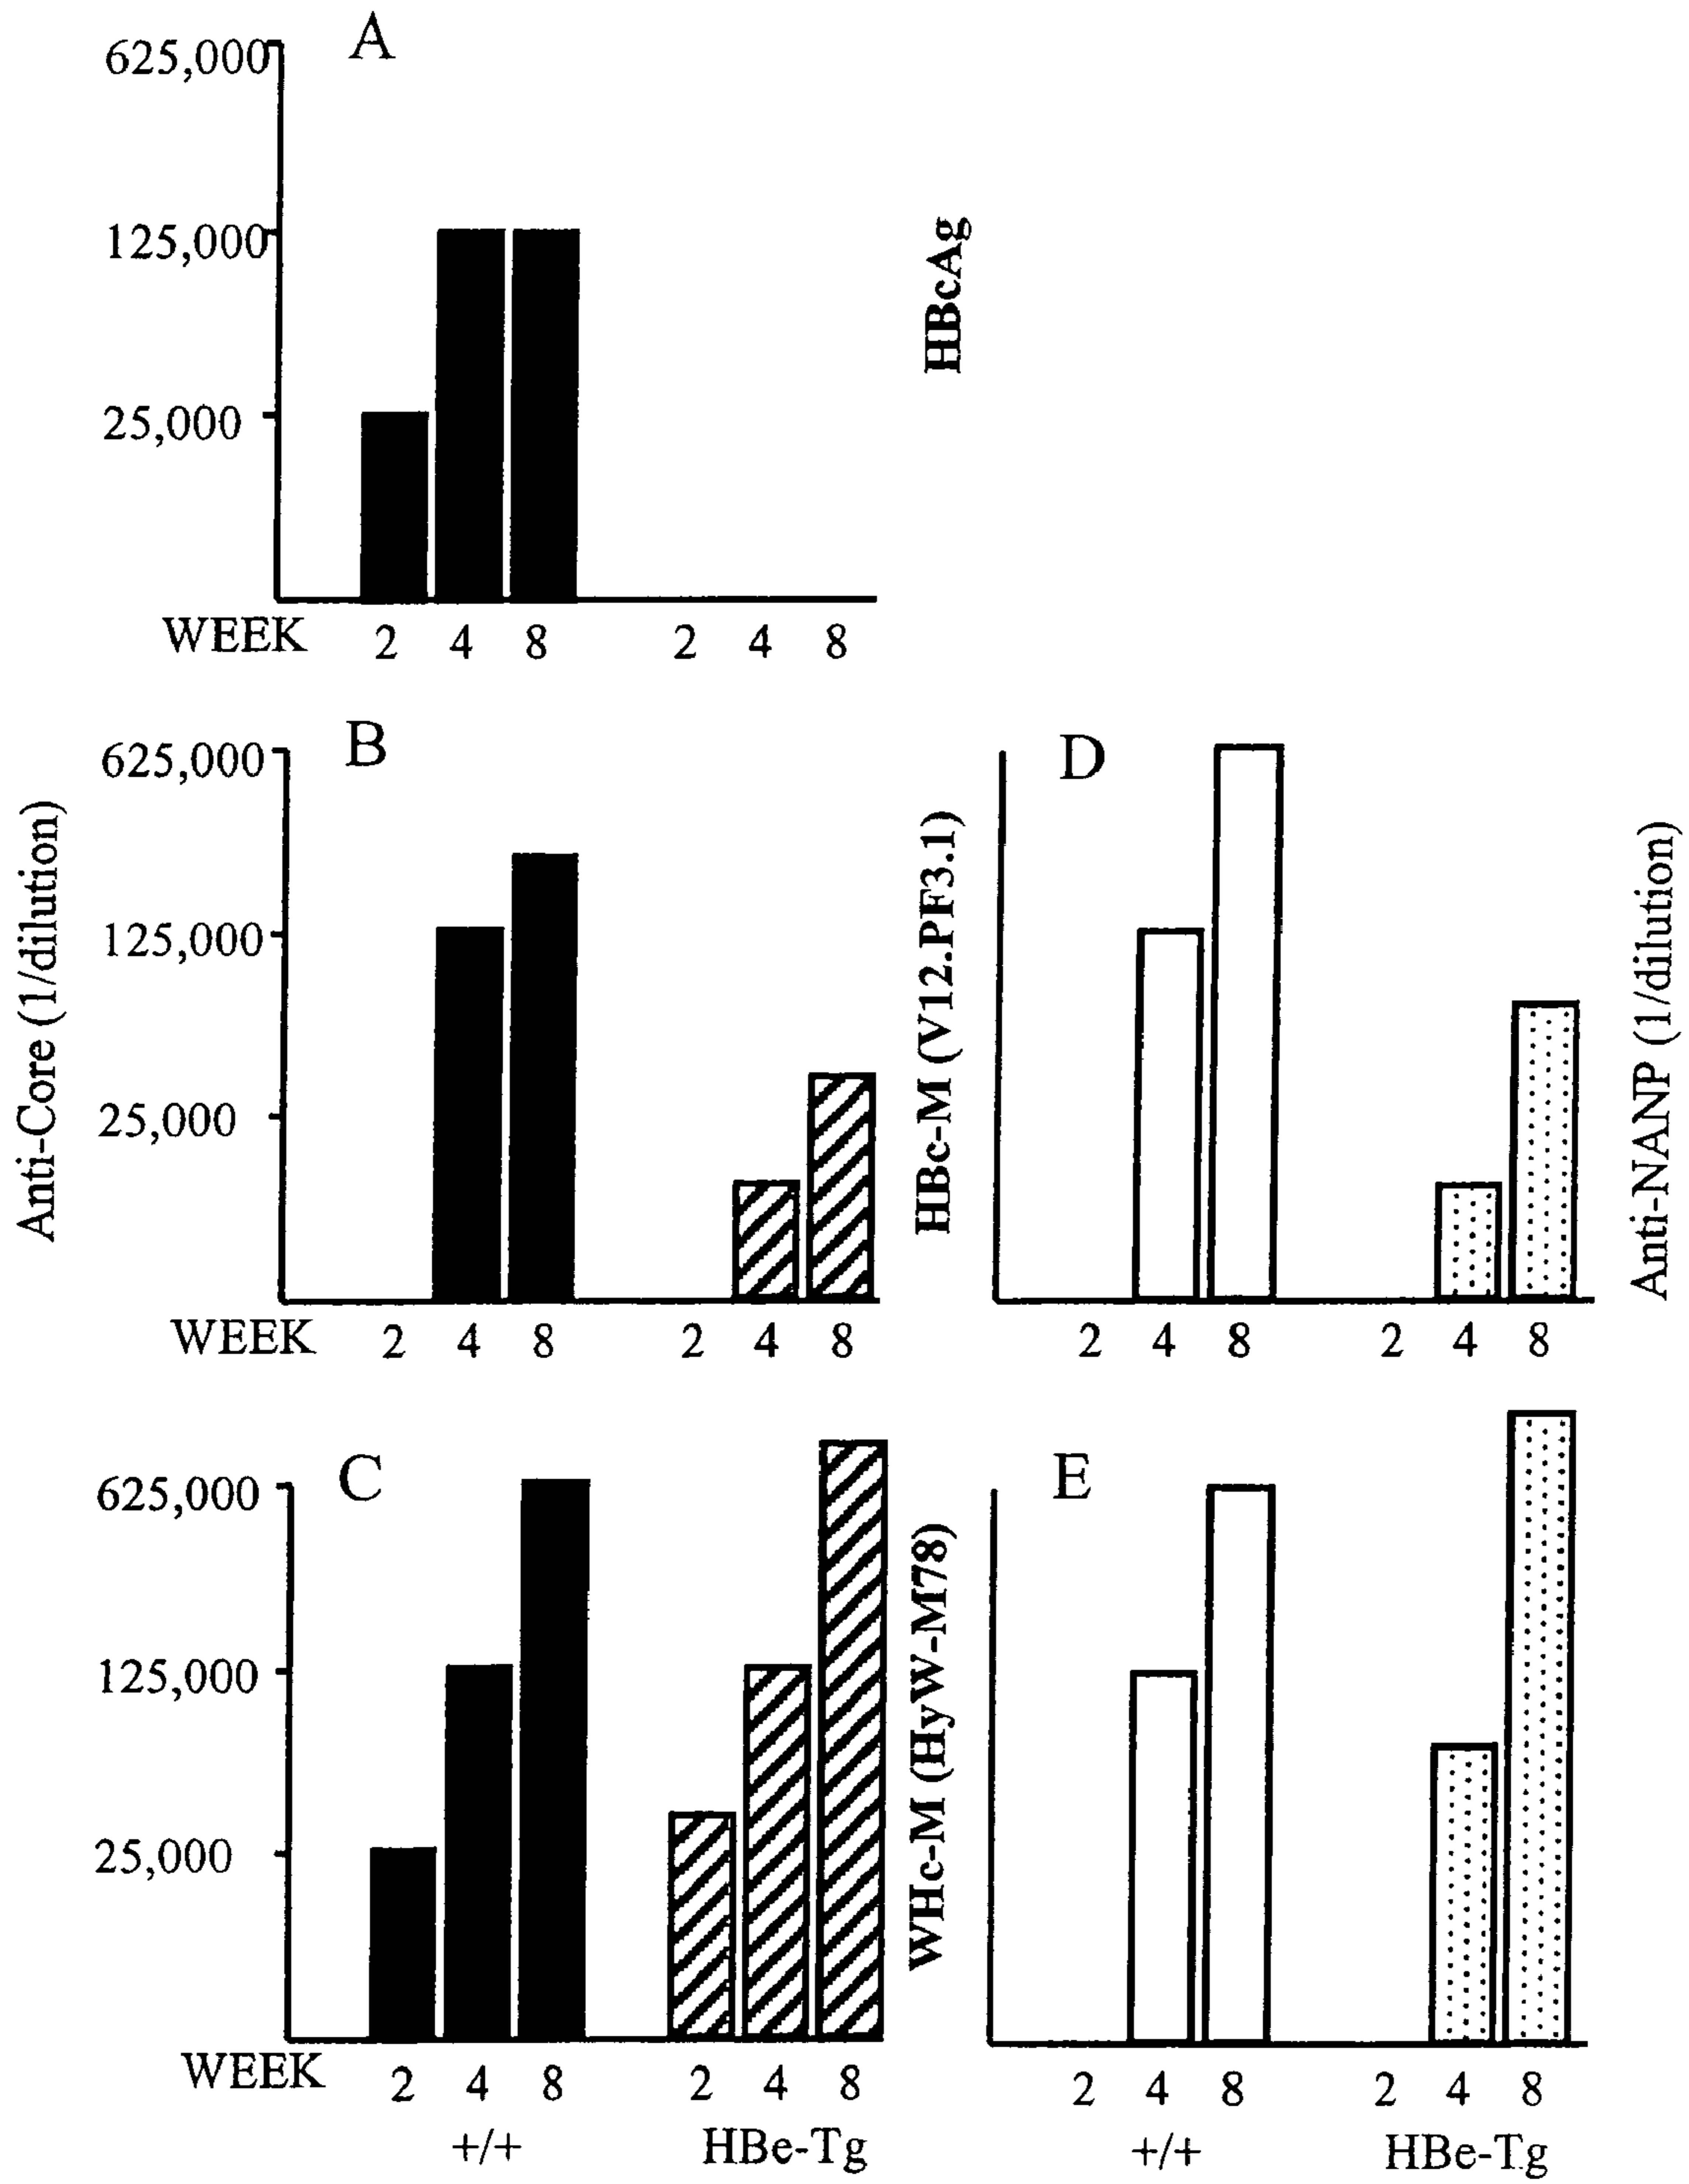 A
625,000
125,000
25,000
HBcAg
WEEK 2 4 8 2 4 8
B
625,000
125,000
25,000
Anti-Core (1/dilution)
WEEK 2 4 8 2 4 8
HBc-M (V12.PF3.1)
D
Anti-NANP (1/dilution)
2 4 8 2 4 8
C
625,000
125,000
25,000
WEEK 2 4 8 2 4 8
+/+ HBe-Tg
WHc-M (HyW-M78)
E
2 4 8 2 4 8
+/+ HBe-Tg